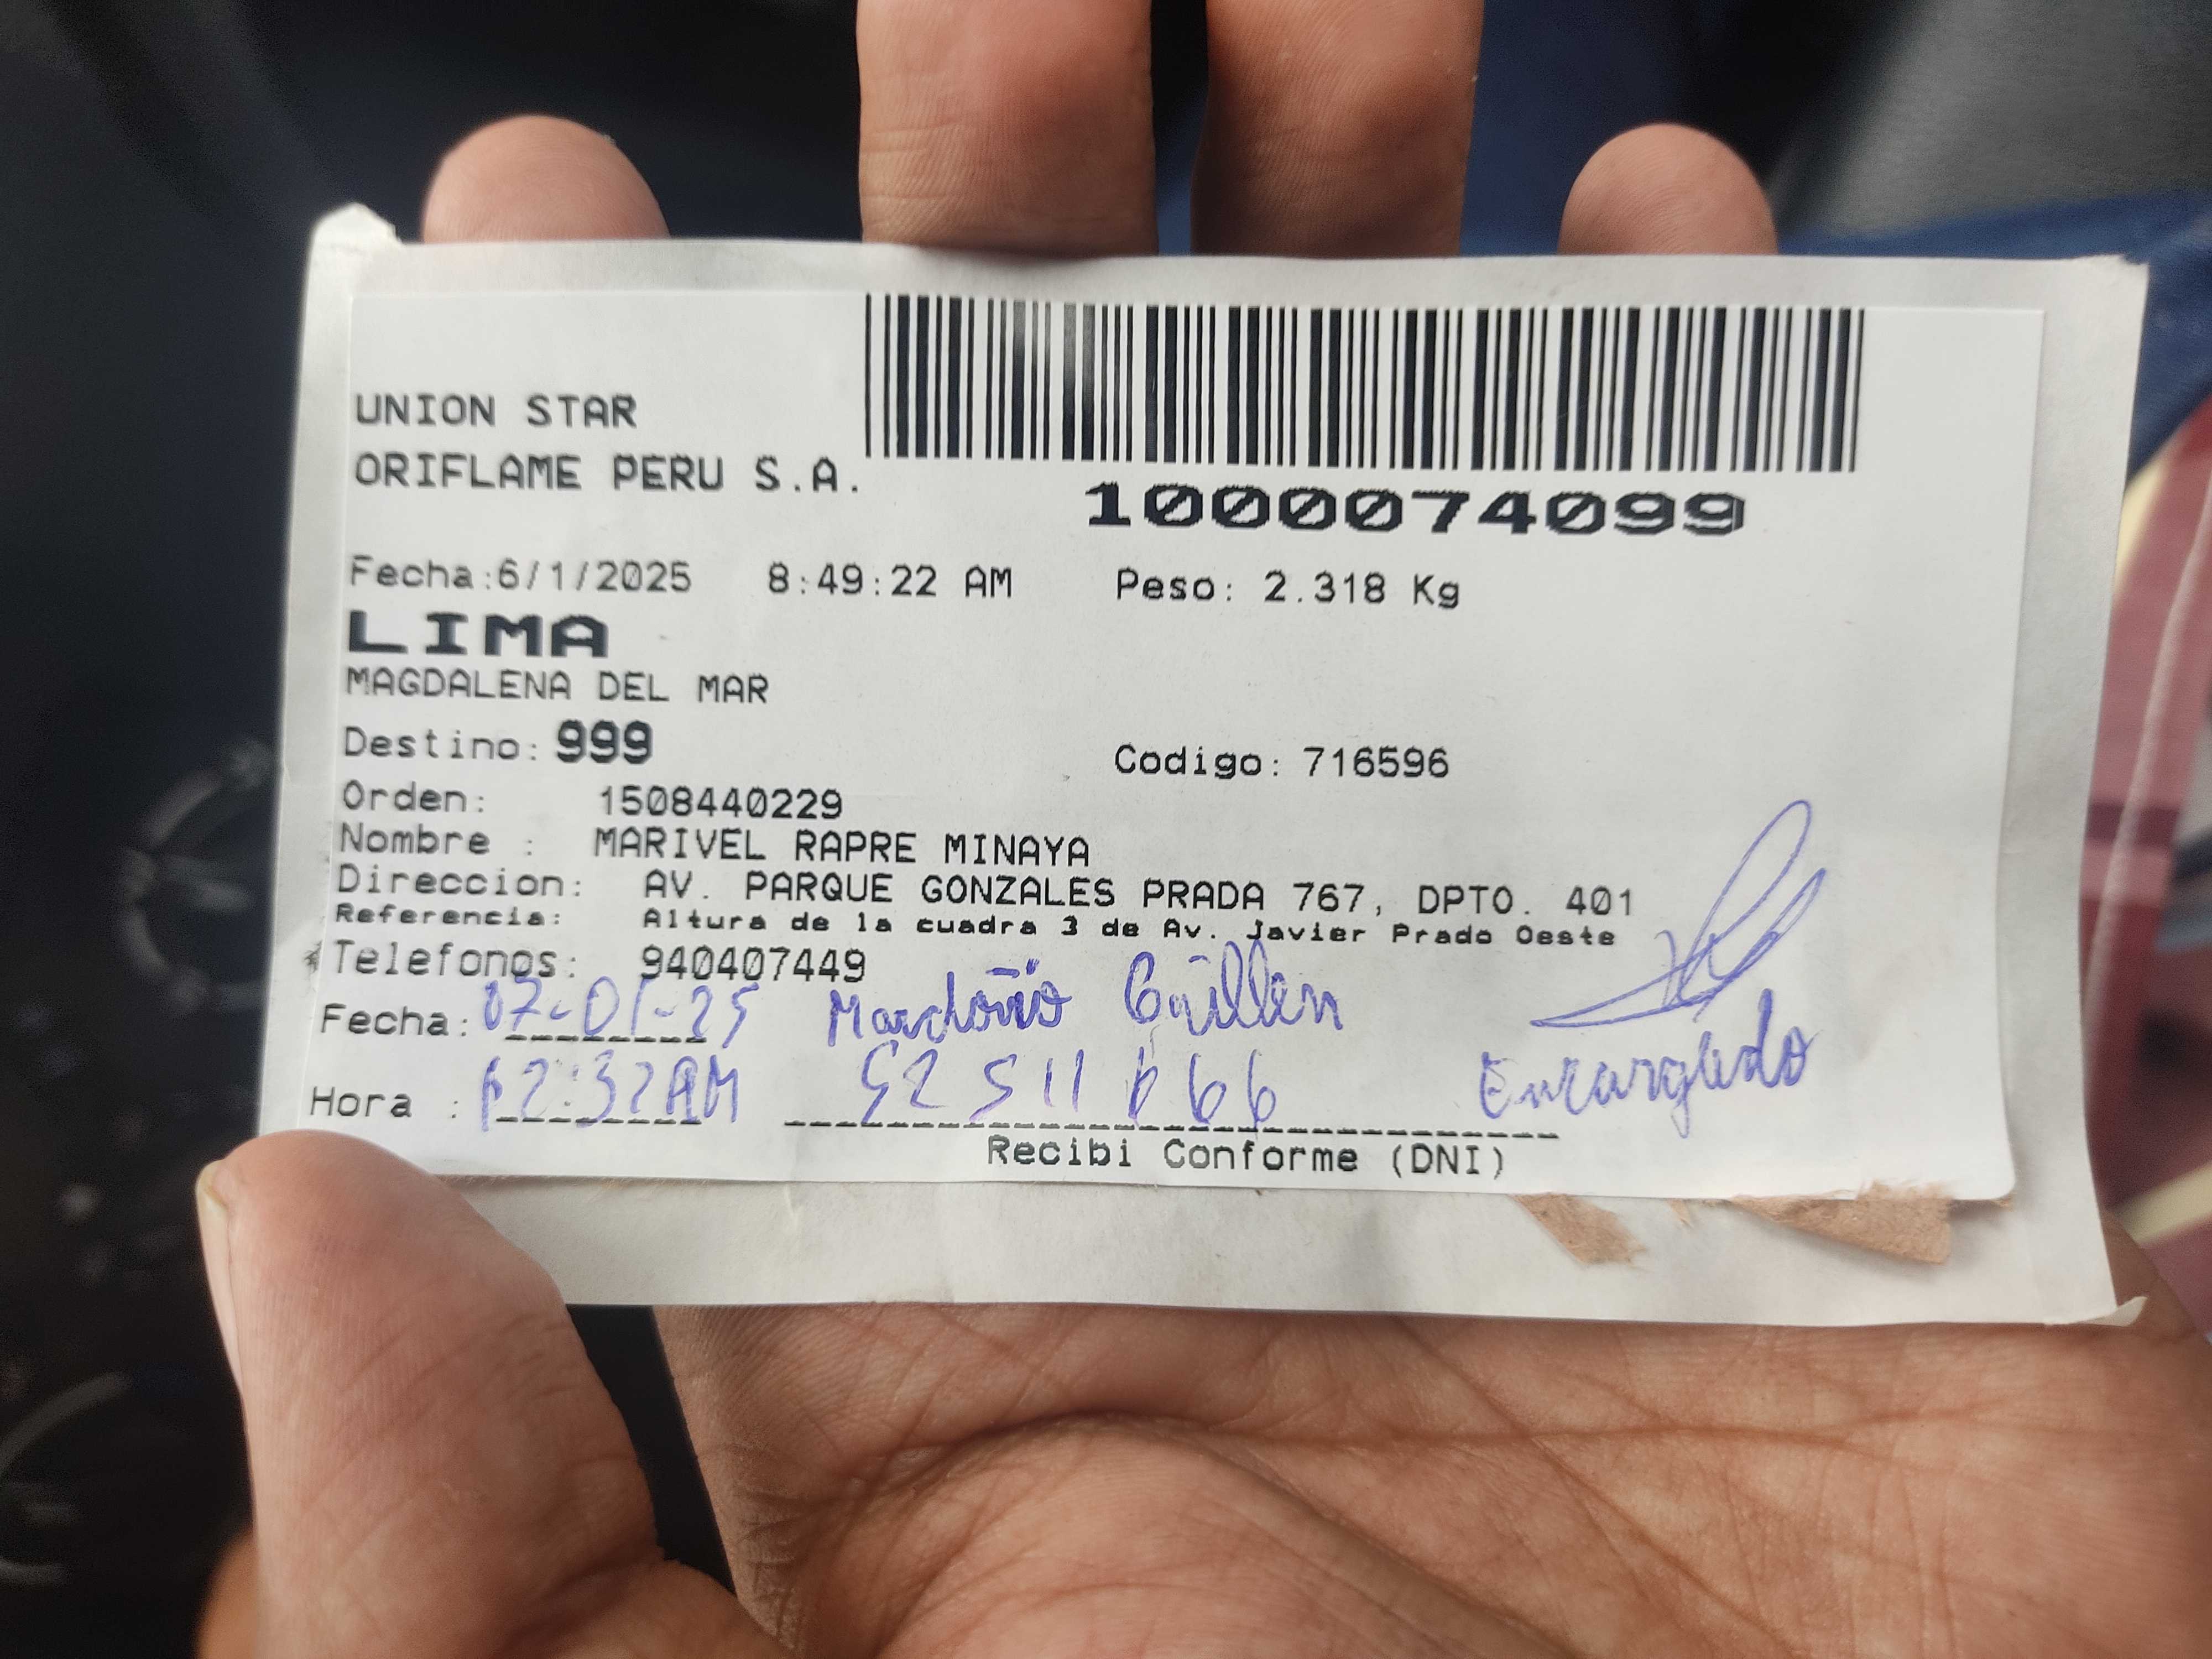 UNION STAR
ORIFLAME PERU S.A.
1000074099
Fecha:6/1/2025 8:49:22 AM Peso: 2.318 Kg
LIMA
MAGDALENA DEL MAR
Destino: 999 Codigo: 716596
Orden: 1508440229
Nombre : MARIVEL RAPRE MINAYA
Direccion: AV. PARQUE GONZALES PRADA 767, DPTO. 401
Referencia: Altura de la cuadra 3 de Av. Javier Prado Oeste
Telefonos: 940407449
Fecha: 07-01-25 Guillen
Hora : Encargado
Recibi Conforme (DNI)